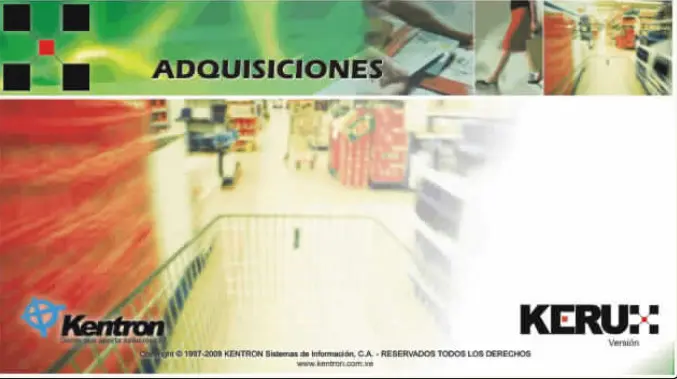 ADQUISICIONES
Kentron
KERUX
Versión
Copyright © 1997-2009 KENTRON Sistemas de Información, C.A. - RESERVADOS TODOS LOS DERECHOS
www.kentron.com.ve